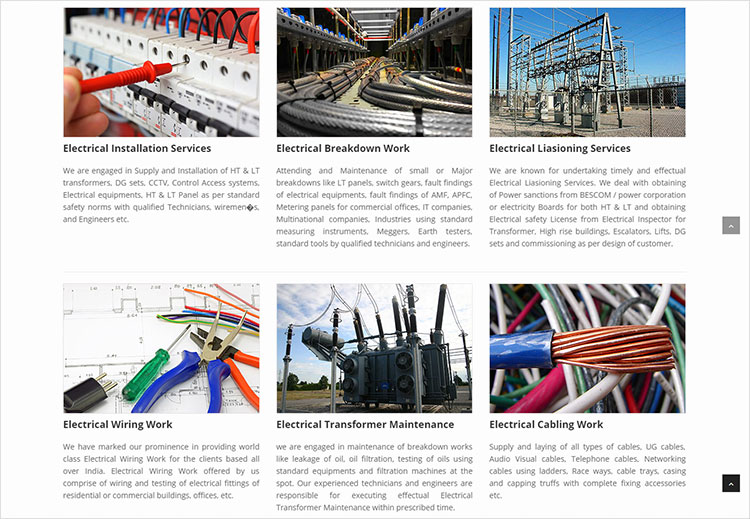 Electrical Installation Services
We are engaged in Supply and Installation of HT & LT
transformers, DG sets, CCTV, Control Access systems,
Electrical equipments, HT & LT Panel as per standard
safety norms with qualified Technicians, wiremen�s,
and Engineers etc.
Electrical Breakdown Work
Attending and Maintenance of small or Major
breakdowns like LT panels, switch gears, fault findings
of electrical equipments, fault findings of AMF, APFC,
Metering panels for commercial offices, IT companies,
Multinational companies, Industries using standard
measuring instruments, Meggers, Earth testers,
standard tools by qualified technicians and engineers.
Electrical Liasioning Services
We are known for undertaking timely and effectual
Electrical Liasioning Services. We deal with obtaining
of Power sanctions from BESCOM / power corporation
or electricity Boards for both HT & LT and obtaining
Electrical safety License from Electrical Inspector for
Transformer, High rise buildings, Escalators, Lifts, DG
sets and commissioning as per design of customer.
Electrical Wiring Work
We have marked our prominence in providing world
class Electrical Wiring Work for the clients based all
over India. Electrical Wiring Work offered by us
comprise of wiring and testing of electrical fittings of
residential or commercial buildings, offices, etc.
Electrical Transformer Maintenance
we are engaged in maintenance of breakdown works
like leakage of oil, oil filtration, testing of oils using
standard equipments and filtration machines at the
spot. Our experienced technicians and engineers are
responsible for executing effectual Electrical
Transformer Maintenance within prescribed time.
Electrical Cabling Work
Supply and laying of all types of cables, UG cables,
Audio Visual cables, Telephone cables, Networking
cables using ladders, Race ways, cable trays, casing
and capping truffs with complete fixing accessories
etc.